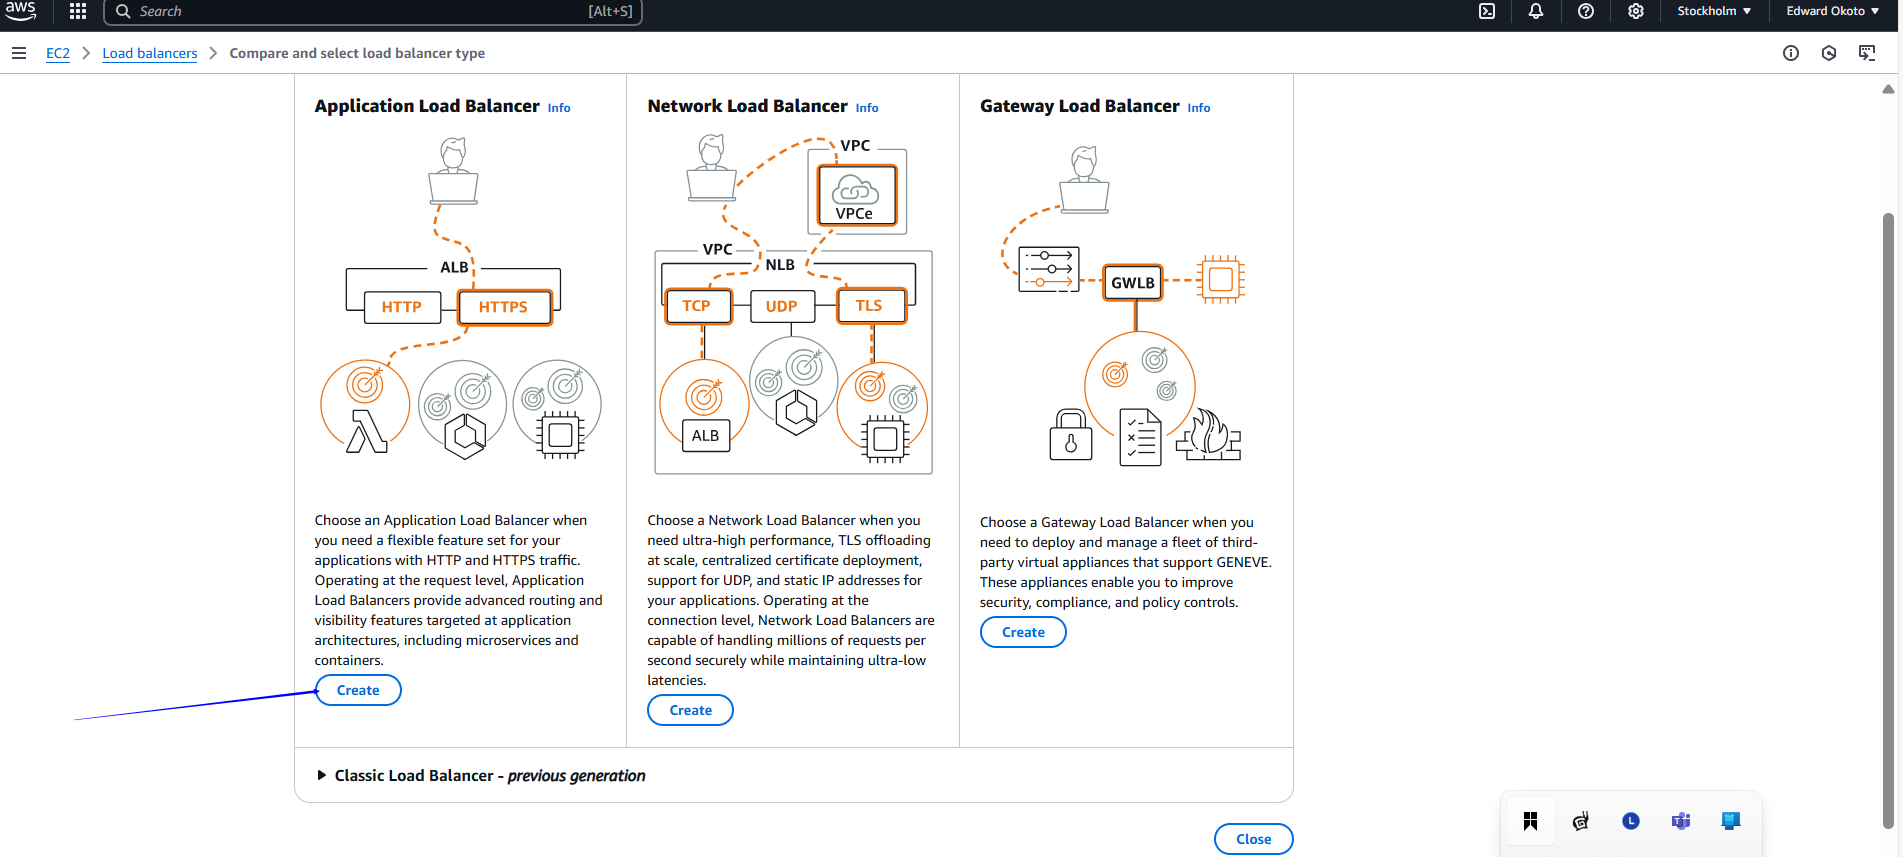 aws
Search
[Alt+S]
Stockholm
Edward Okoto
EC2
Load balancers
Compare and select load balancer type
Application Load Balancer Info
ALB
HTTP
HTTPS
Choose an Application Load Balancer when
you need a flexible feature set for your
applications with HTTP and HTTPS traffic.
Operating at the request level, Application
Load Balancers provide advanced routing and
visibility features targeted at application
architectures, including microservices and
containers.
Create
Network Load Balancer Info
VPC
VPCe
VPC
NLB
TCP
UDP
TLS
ALB
Choose a Network Load Balancer when you
need ultra-high performance, TLS offloading
at scale, centralized certificate deployment,
support for UDP, and static IP addresses for
your applications. Operating at the
connection level, Network Load Balancers are
capable of handling millions of requests per
second securely while maintaining ultra-low
latencies.
Create
Gateway Load Balancer Info
GWLB
Choose a Gateway Load Balancer when you
need to deploy and manage a fleet of third-
party virtual appliances that support GENEVE.
These appliances enable you to improve
security, compliance, and policy controls.
Create
Classic Load Balancer - previous generation
Close
L